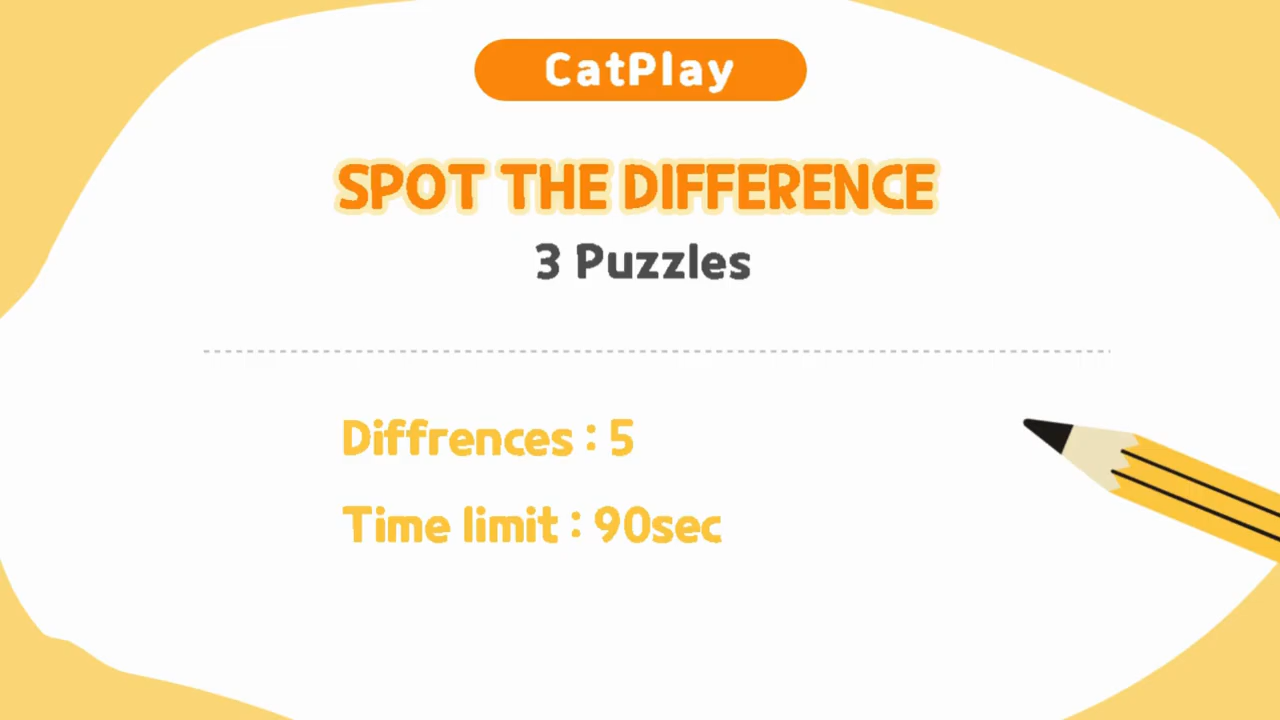 CatPlay
SPOT THE DIFFERENCE
3 Puzzles
Diffrences : 5
Time limit : 90sec